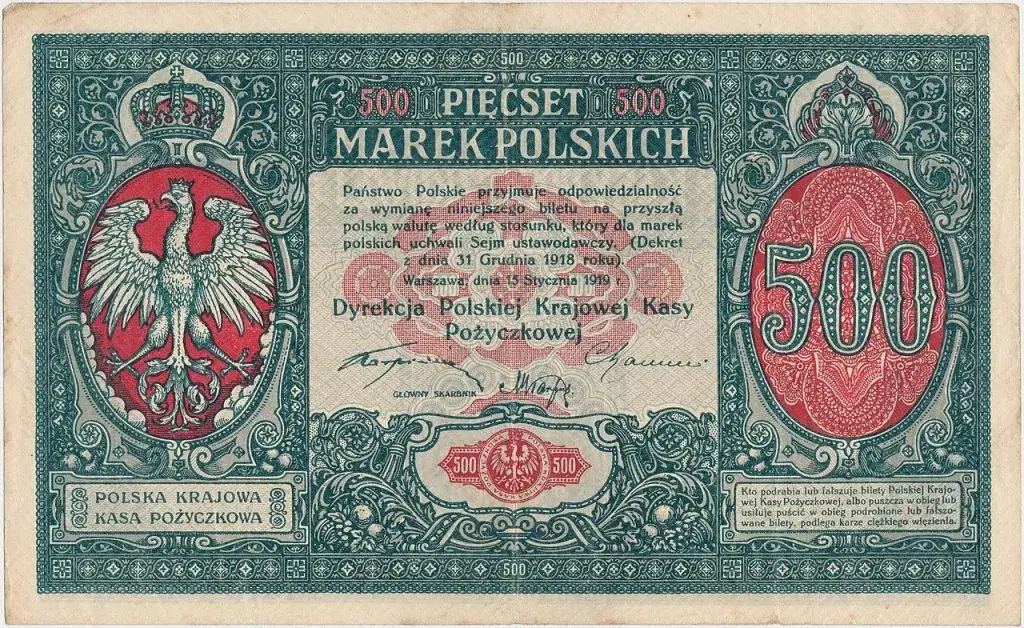 500
500 PIĘĆSET 500
MAREK POLSKICH
Państwo Polskie przyjmuje odpowiedzialność
za wymianę niniejszego biletu na przyszłą
polską walutę według stosunku, który dla marek
polskich uchwali Sejm ustawodawczy. (Dekret
z dnia 31 Grudnia 1918 roku).
Warszawa, dnia 15 Stycznia 1919 r.
Dyrekcja Polskiej Krajowej Kasy
Pożyczkowej
GŁÓWNY SKARBNIK
500
500 500
POLSKA KRAJOWA
KASA POŻYCZKOWA
Kto podrabia lub fałszuje bilety Polskiej Krajo-
wej Kasy Pożyczkowej, albo puszcza w obieg lub
usiłuje puścić w obieg podrobione lub fałszo-
wane bilety, podlega karze ciężkiego więzienia.
500